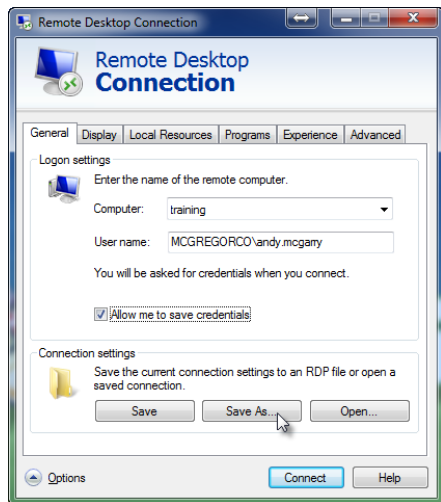 Remote Desktop Connection
Remote Desktop
Connection
General Display Local Resources Programs Experience Advanced
Logon settings
Enter the name of the remote computer.
Computer: training
User name: MCGREGORCO\andy.mcgarry
You will be asked for credentials when you connect.
Allow me to save credentials
Connection settings
Save the current connection settings to an RDP file or open a
saved connection.
Save Save As... Open...
Options Connect Help